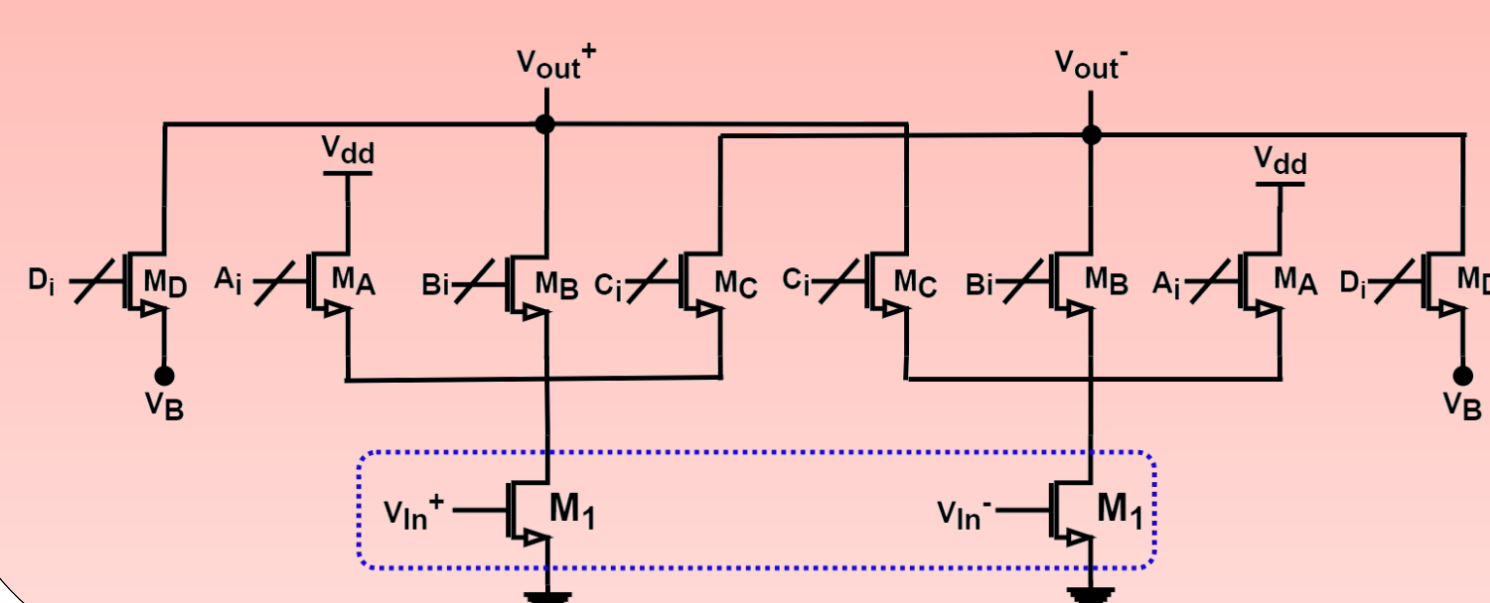 Vout+ Vout-
Vdd Vdd
Di MD Ai MA Bi MB Ci MC Ci MC Bi MB Ai MA Di MD
VB VB
VIn+ M1 VIn- M1